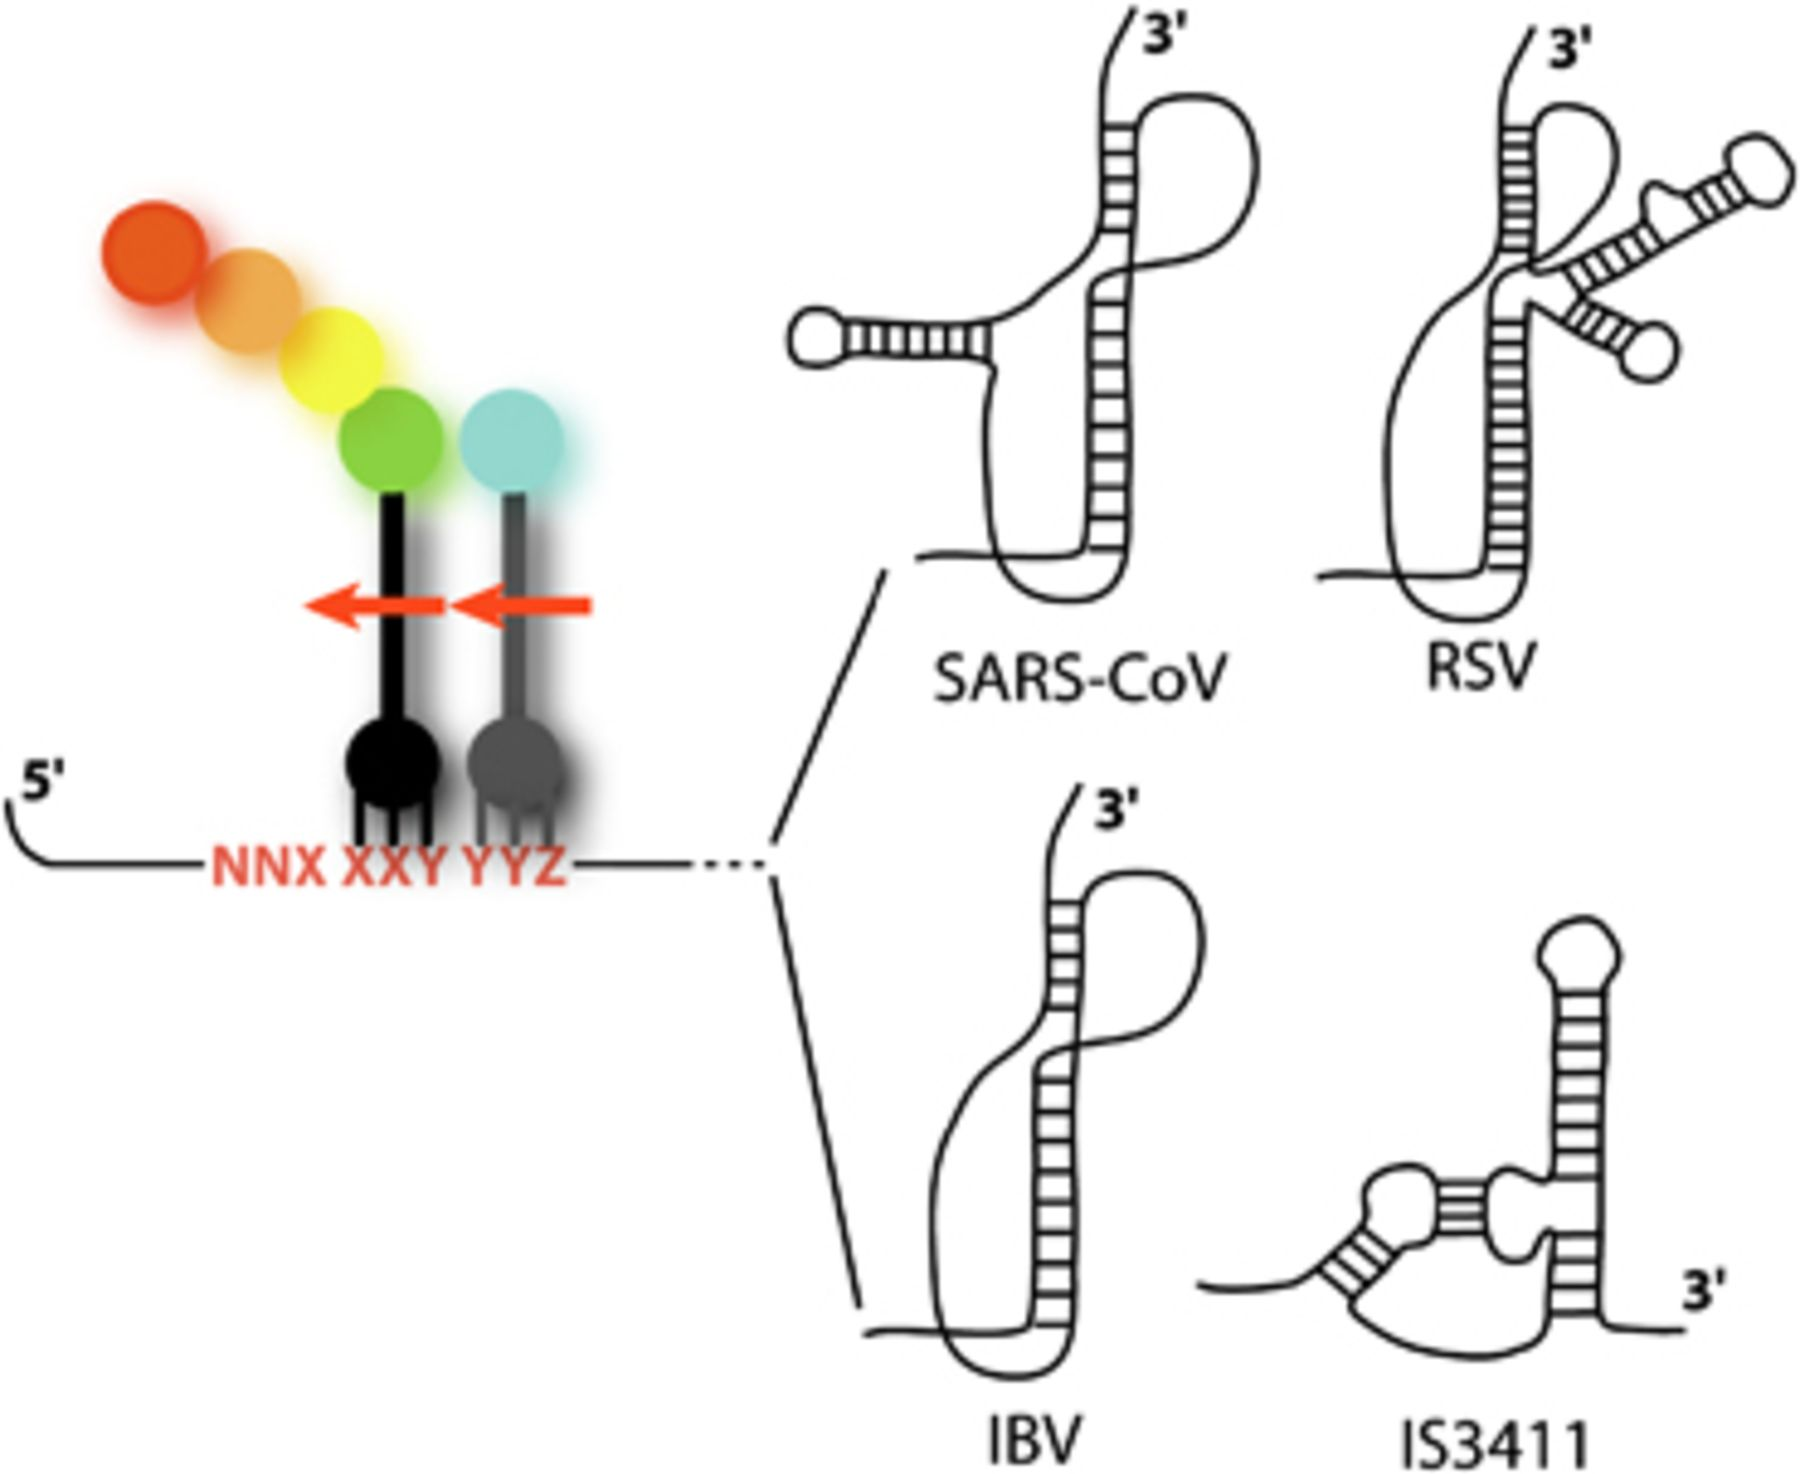 3'
3'
SARS-CoV
RSV
5'
NNX XXY YYZ
3'
3'
IBV
IS3411